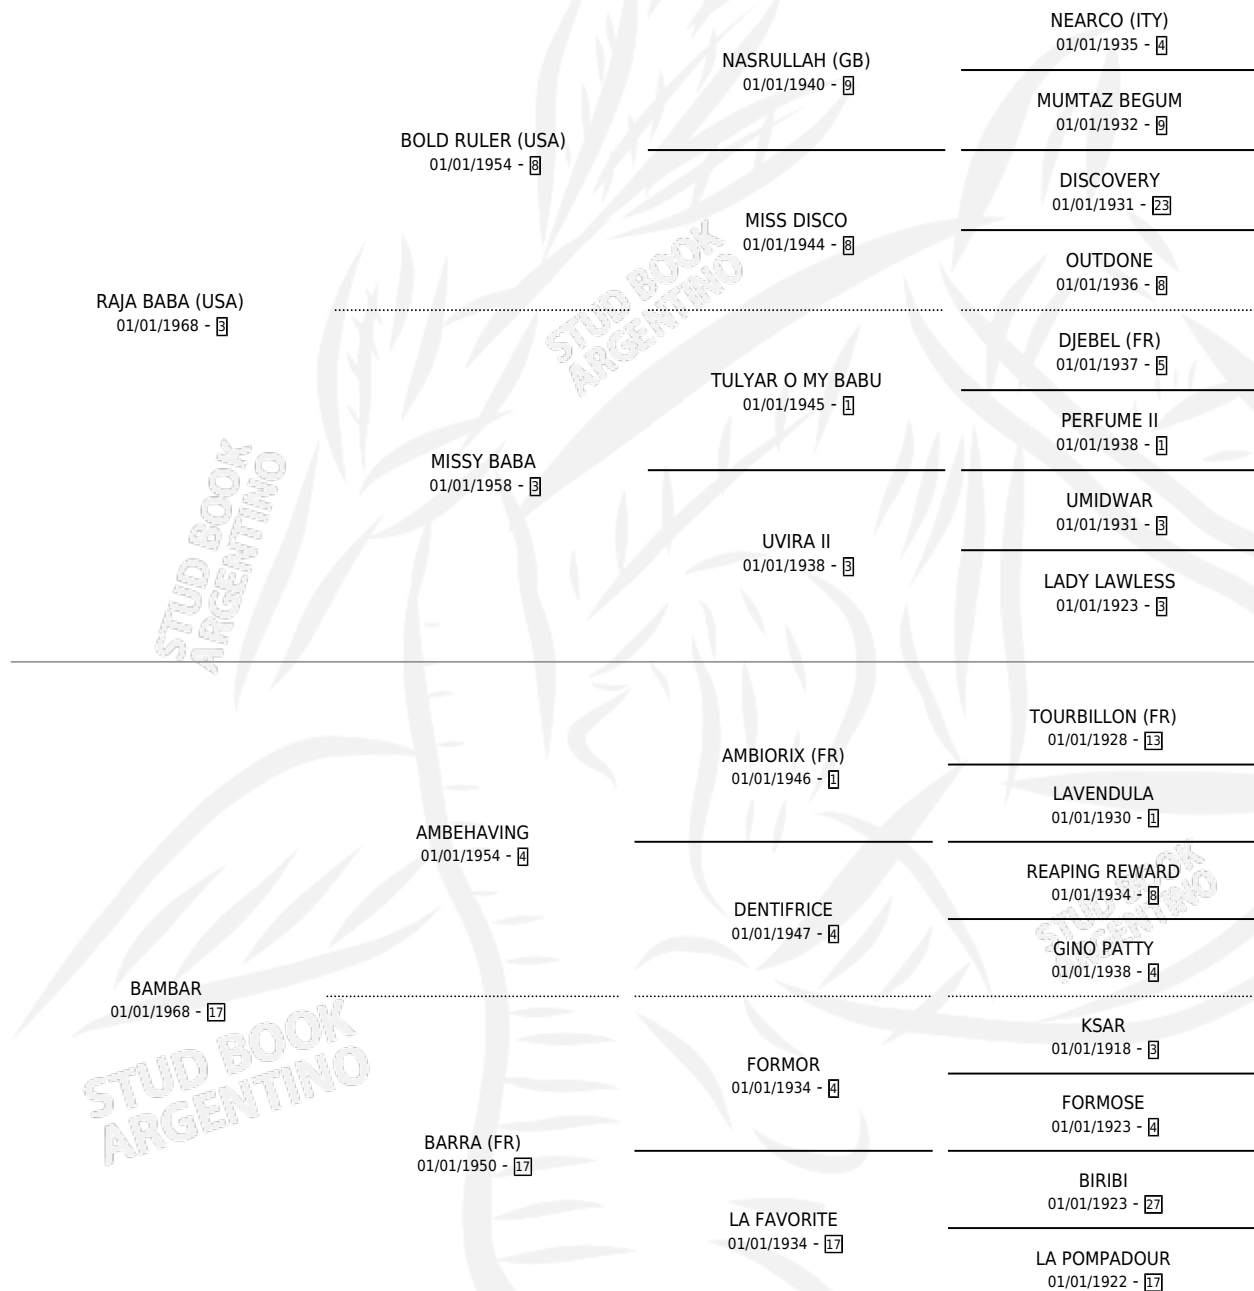 NEARCO (ITY)
01/01/1935 - 4
NASRULLAH (GB)
01/01/1940 - 9
MUMTAZ BEGUM
01/01/1932 - 9
BOLD RULER (USA)
01/01/1954 - 8
DISCOVERY
01/01/1931 - 23
MISS DISCO
01/01/1944 - 8
OUTDONE
01/01/1936 - 8
RAJA BABA (USA)
01/01/1968 - 3
DJEBEL (FR)
01/01/1937 - 5
TULYAR O MY BABU
01/01/1945 - 1
PERFUME II
01/01/1938 - 1
MISSY BABA
01/01/1958 - 3
UMIDWAR
01/01/1931 - 3
UVIRA II
01/01/1938 - 3
LADY LAWLESS
01/01/1923 - 3
TOURBILLON (FR)
01/01/1928 - 13
AMBIORIX (FR)
01/01/1946 - 1
LAVENDULA
01/01/1930 - 1
AMBEHAVING
01/01/1954 - 4
REAPING REWARD
01/01/1934 - 8
DENTIFRICE
01/01/1947 - 4
GINO PATTY
01/01/1938 - 4
BAMBAR
01/01/1968 - 17
KSAR
01/01/1918 - 3
FORMOR
01/01/1934 - 4
FORMOSE
01/01/1923 - 4
BARRA (FR)
01/01/1950 - 17
BIRIBI
01/01/1923 - 27
LA FAVORITE
01/01/1934 - 17
LA POMPADOUR
01/01/1922 - 17
STUD BOOK
ARGENTINO
STUD BOOK
ARGENTINO
STUD BOOK
ARGENTINO
STUD BOOK
ARGENTINO